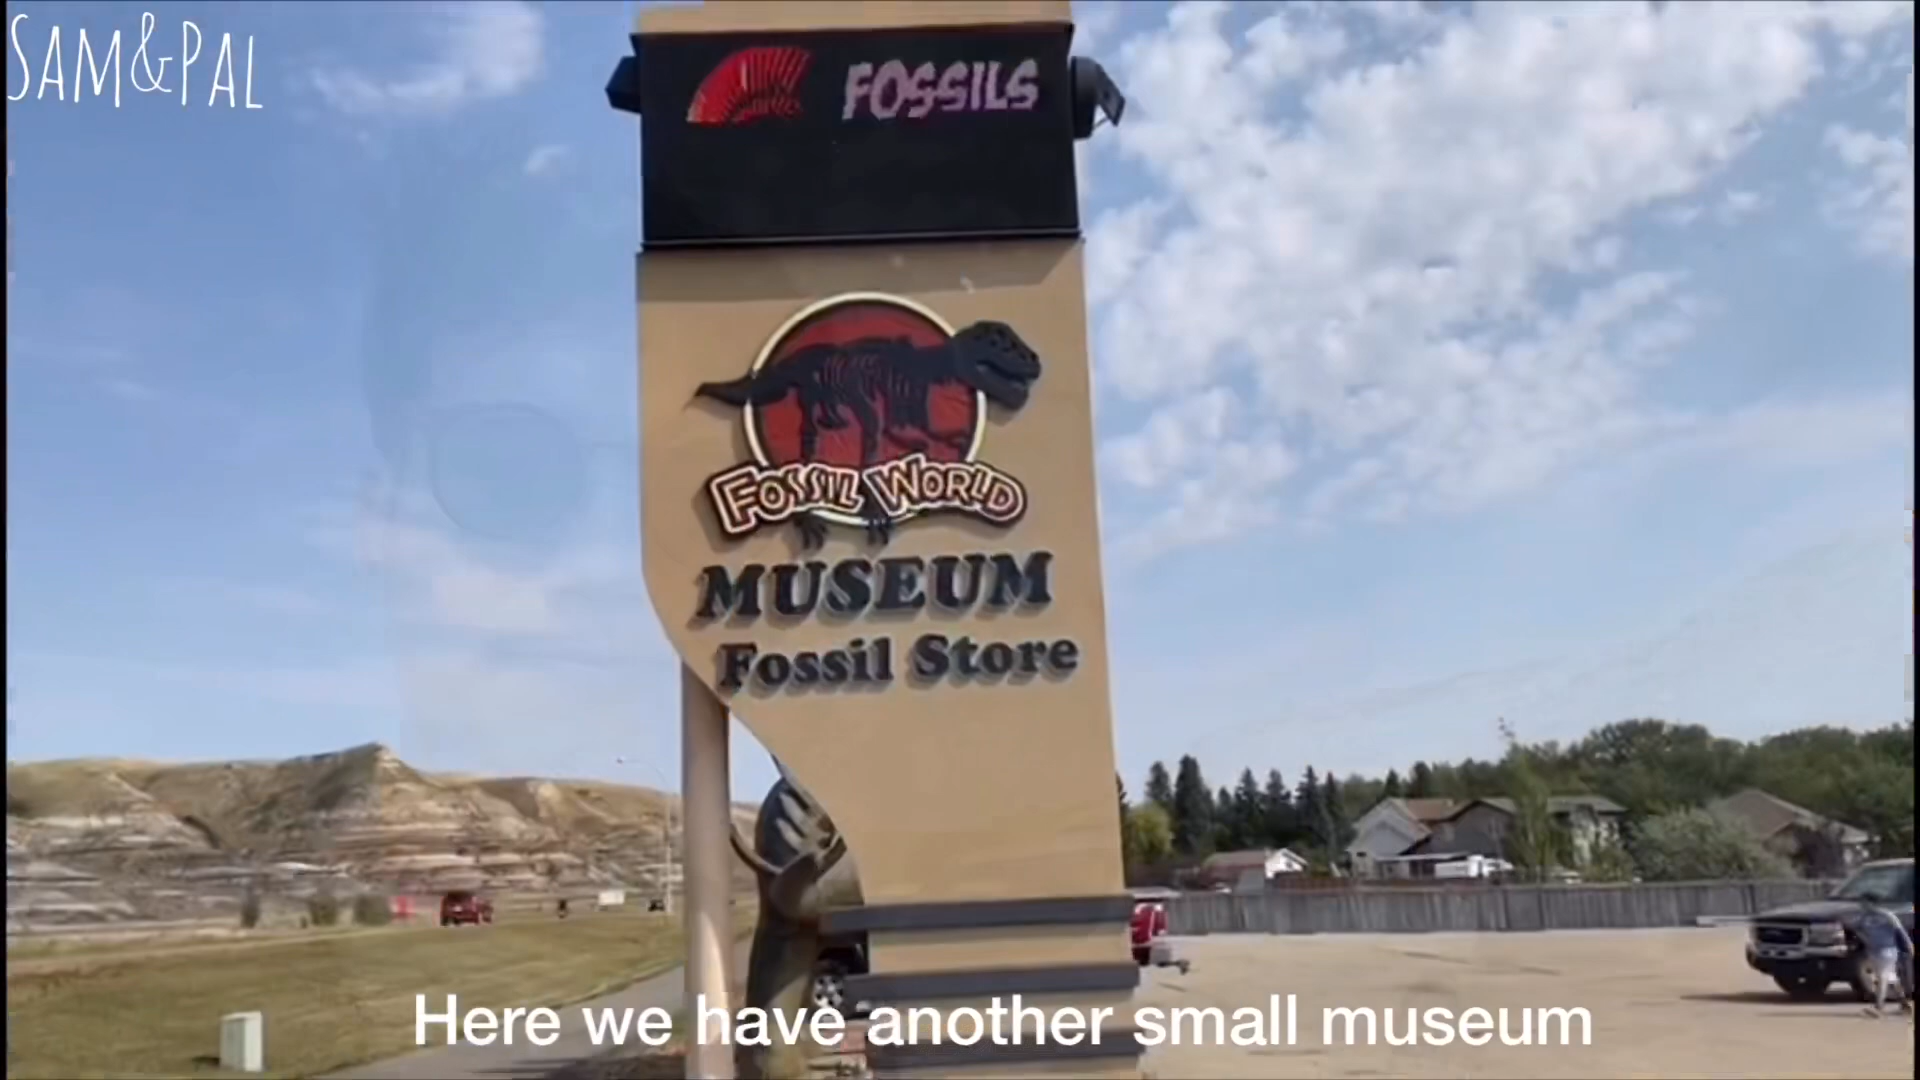 SAM&PAL
FOSSILS
FOSSIL WORLD
MUSEUM
Fossil Store
Here we have another small museum